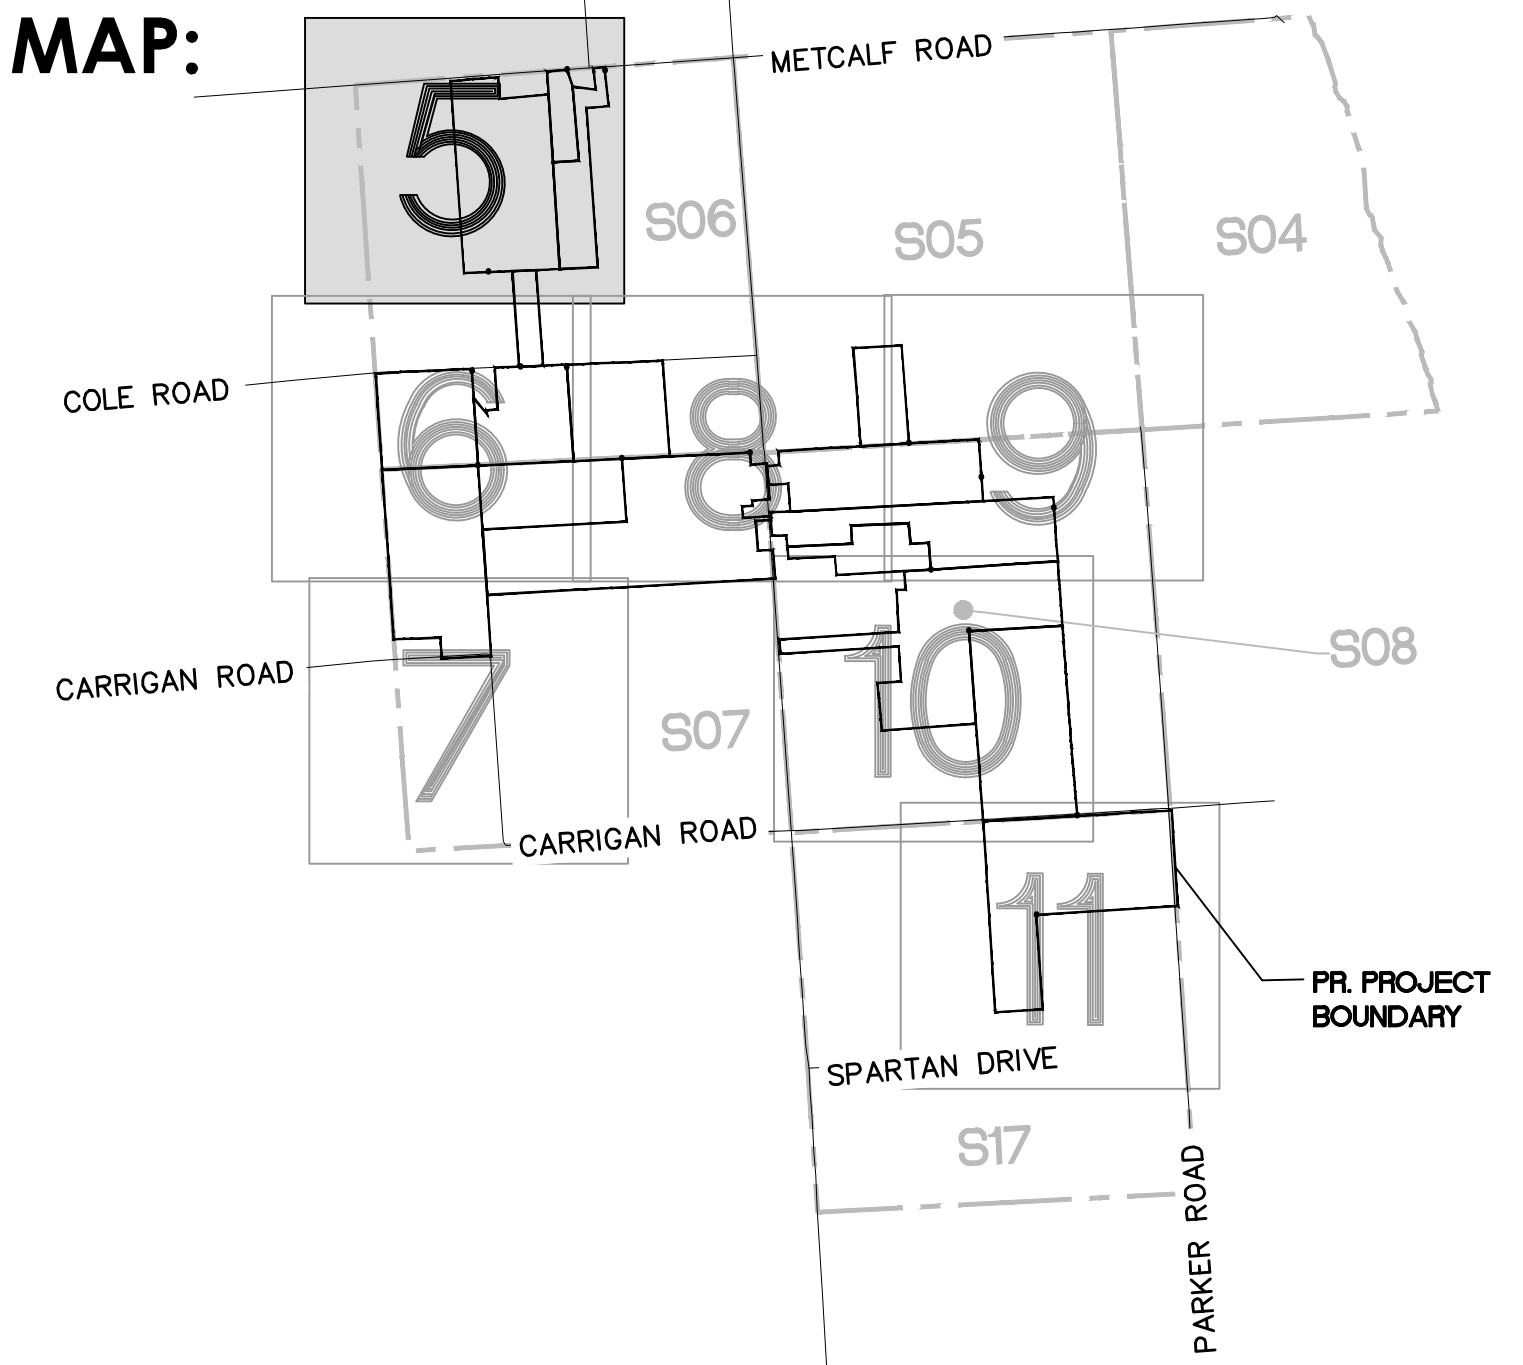 MAP:
METCALF ROAD
5
S06
S05
S04
COLE ROAD
6
8
9
CARRIGAN ROAD
7
S07
10
S08
CARRIGAN ROAD
11
PR. PROJECT
BOUNDARY
SPARTAN DRIVE
S17
PARKER ROAD